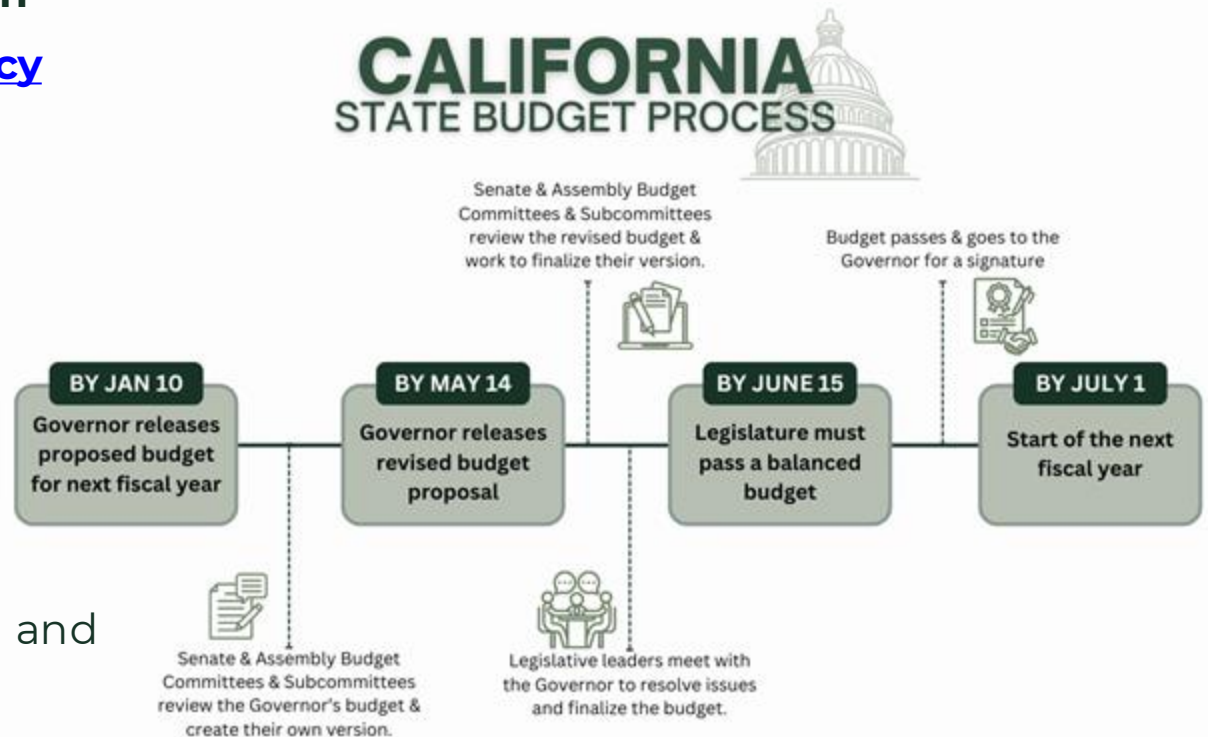 cy
CALIFORNIA
STATE BUDGET PROCESS
Senate & Assembly Budget
Committees & Subcommittees
review the revised budget &
work to finalize their version.
Budget passes & goes to the
Governor for a signature
BY JAN 10
Governor releases
proposed budget
for next fiscal year
BY MAY 14
Governor releases
revised budget
proposal
BY JUNE 15
Legislature must
pass a balanced
budget
BY JULY 1
Start of the next
fiscal year
and
Senate & Assembly Budget
Committees & Subcommittees
review the Governor's budget &
create their own version.
Legislative leaders meet with
the Governor to resolve issues
and finalize the budget.